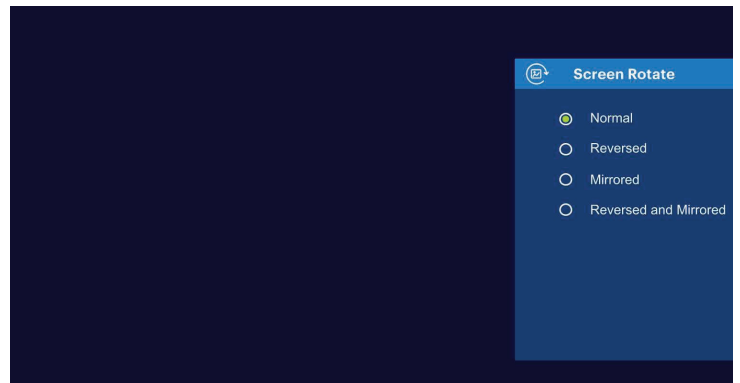 Screen Rotate
Normal
Reversed
Mirrored
Reversed and Mirrored